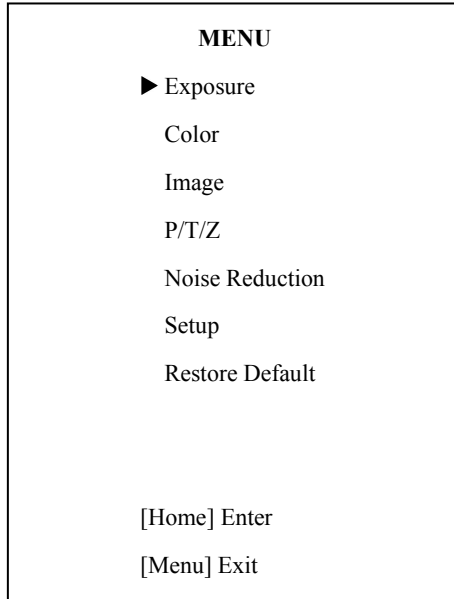 MENU
▶ Exposure
Color
Image
P/T/Z
Noise Reduction
Setup
Restore Default
[Home] Enter
[Menu] Exit